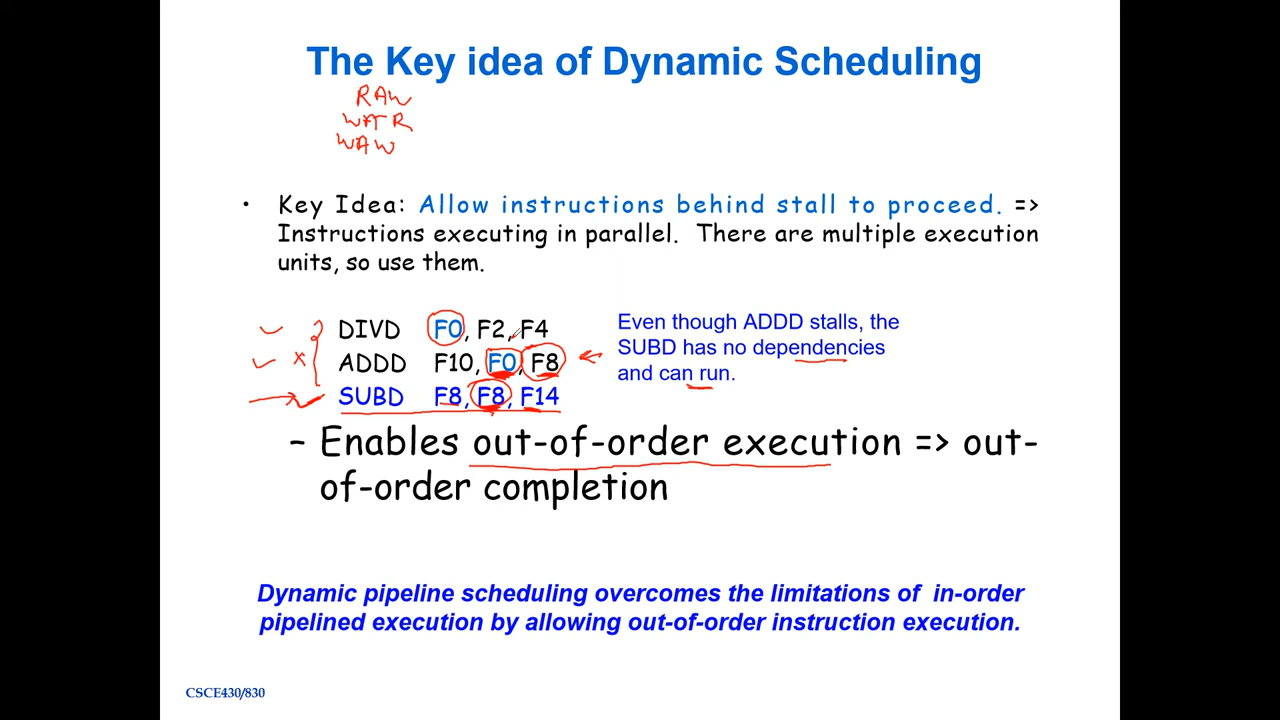 The Key idea of Dynamic Scheduling
RAW
WAR
WAW
• Key Idea: Allow instructions behind stall to proceed. =>
Instructions executing in parallel. There are multiple execution
units, so use them.
DIVD F0, F2, F4
ADDD F10, F0, F8
SUBD F8, F8, F14
Even though ADDD stalls, the
SUBD has no dependencies
and can run.
– Enables out-of-order execution => out-
of-order completion
Dynamic pipeline scheduling overcomes the limitations of in-order
pipelined execution by allowing out-of-order instruction execution.
CSCE430/830